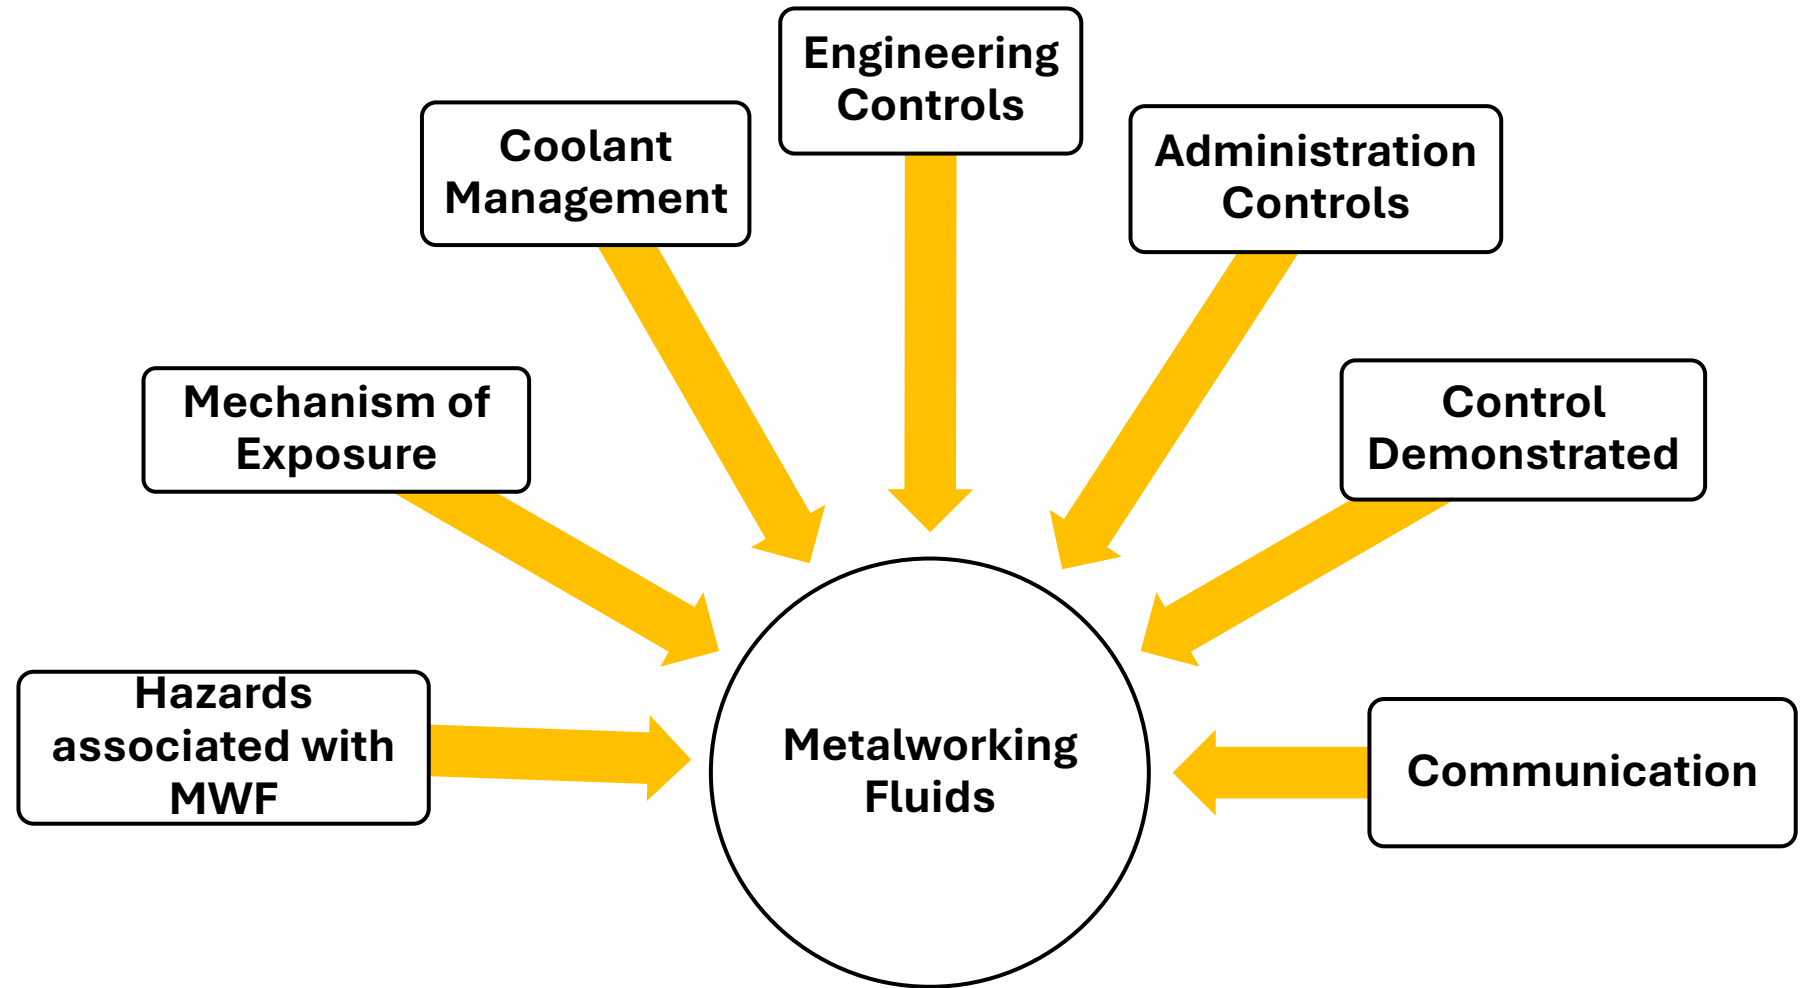 Engineering
Controls
Coolant
Management
Administration
Controls
Mechanism of
Exposure
Control
Demonstrated
Hazards
associated with
MWF
Metalworking
Fluids
Communication